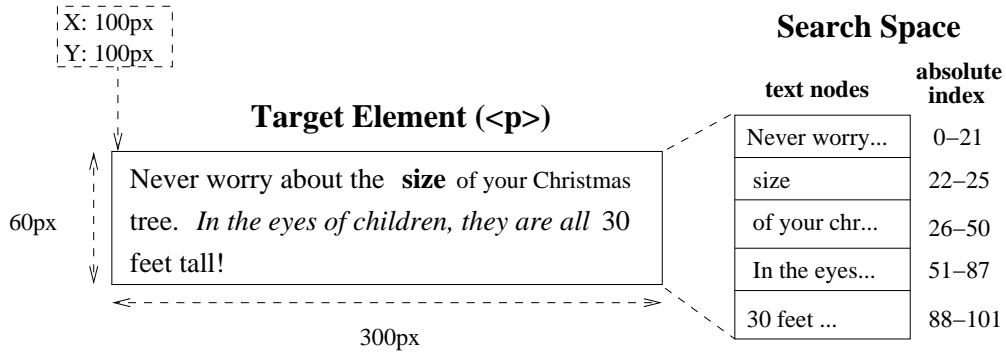 X: 100px
Y: 100px
Search Space
text nodes
absolute index
Target Element (<p>)
Never worry about the size of your Christmas
tree. In the eyes of children, they are all 30
feet tall!
60px
300px
Never worry... 0–21
size 22–25
of your chr... 26–50
In the eyes... 51–87
30 feet ... 88–101